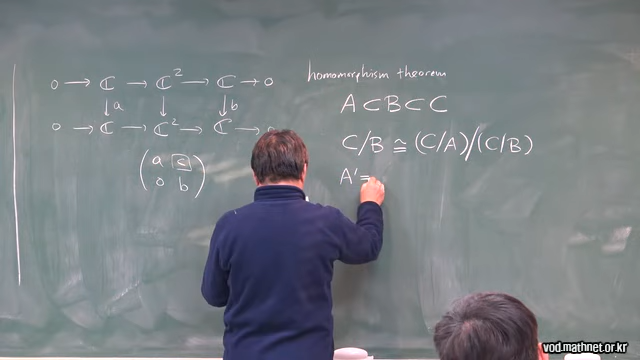 0 → ℂ → ℂ² → ℂ → 0
↓a ↓ ↓b
0 → ℂ → ℂ² → ℂ → 0
(a c
0 b)
homomorphism theorem
A ⊂ B ⊂ C
C/B ≅ (C/A)/(C/B)
A' =
vod.mathnet.or.kr